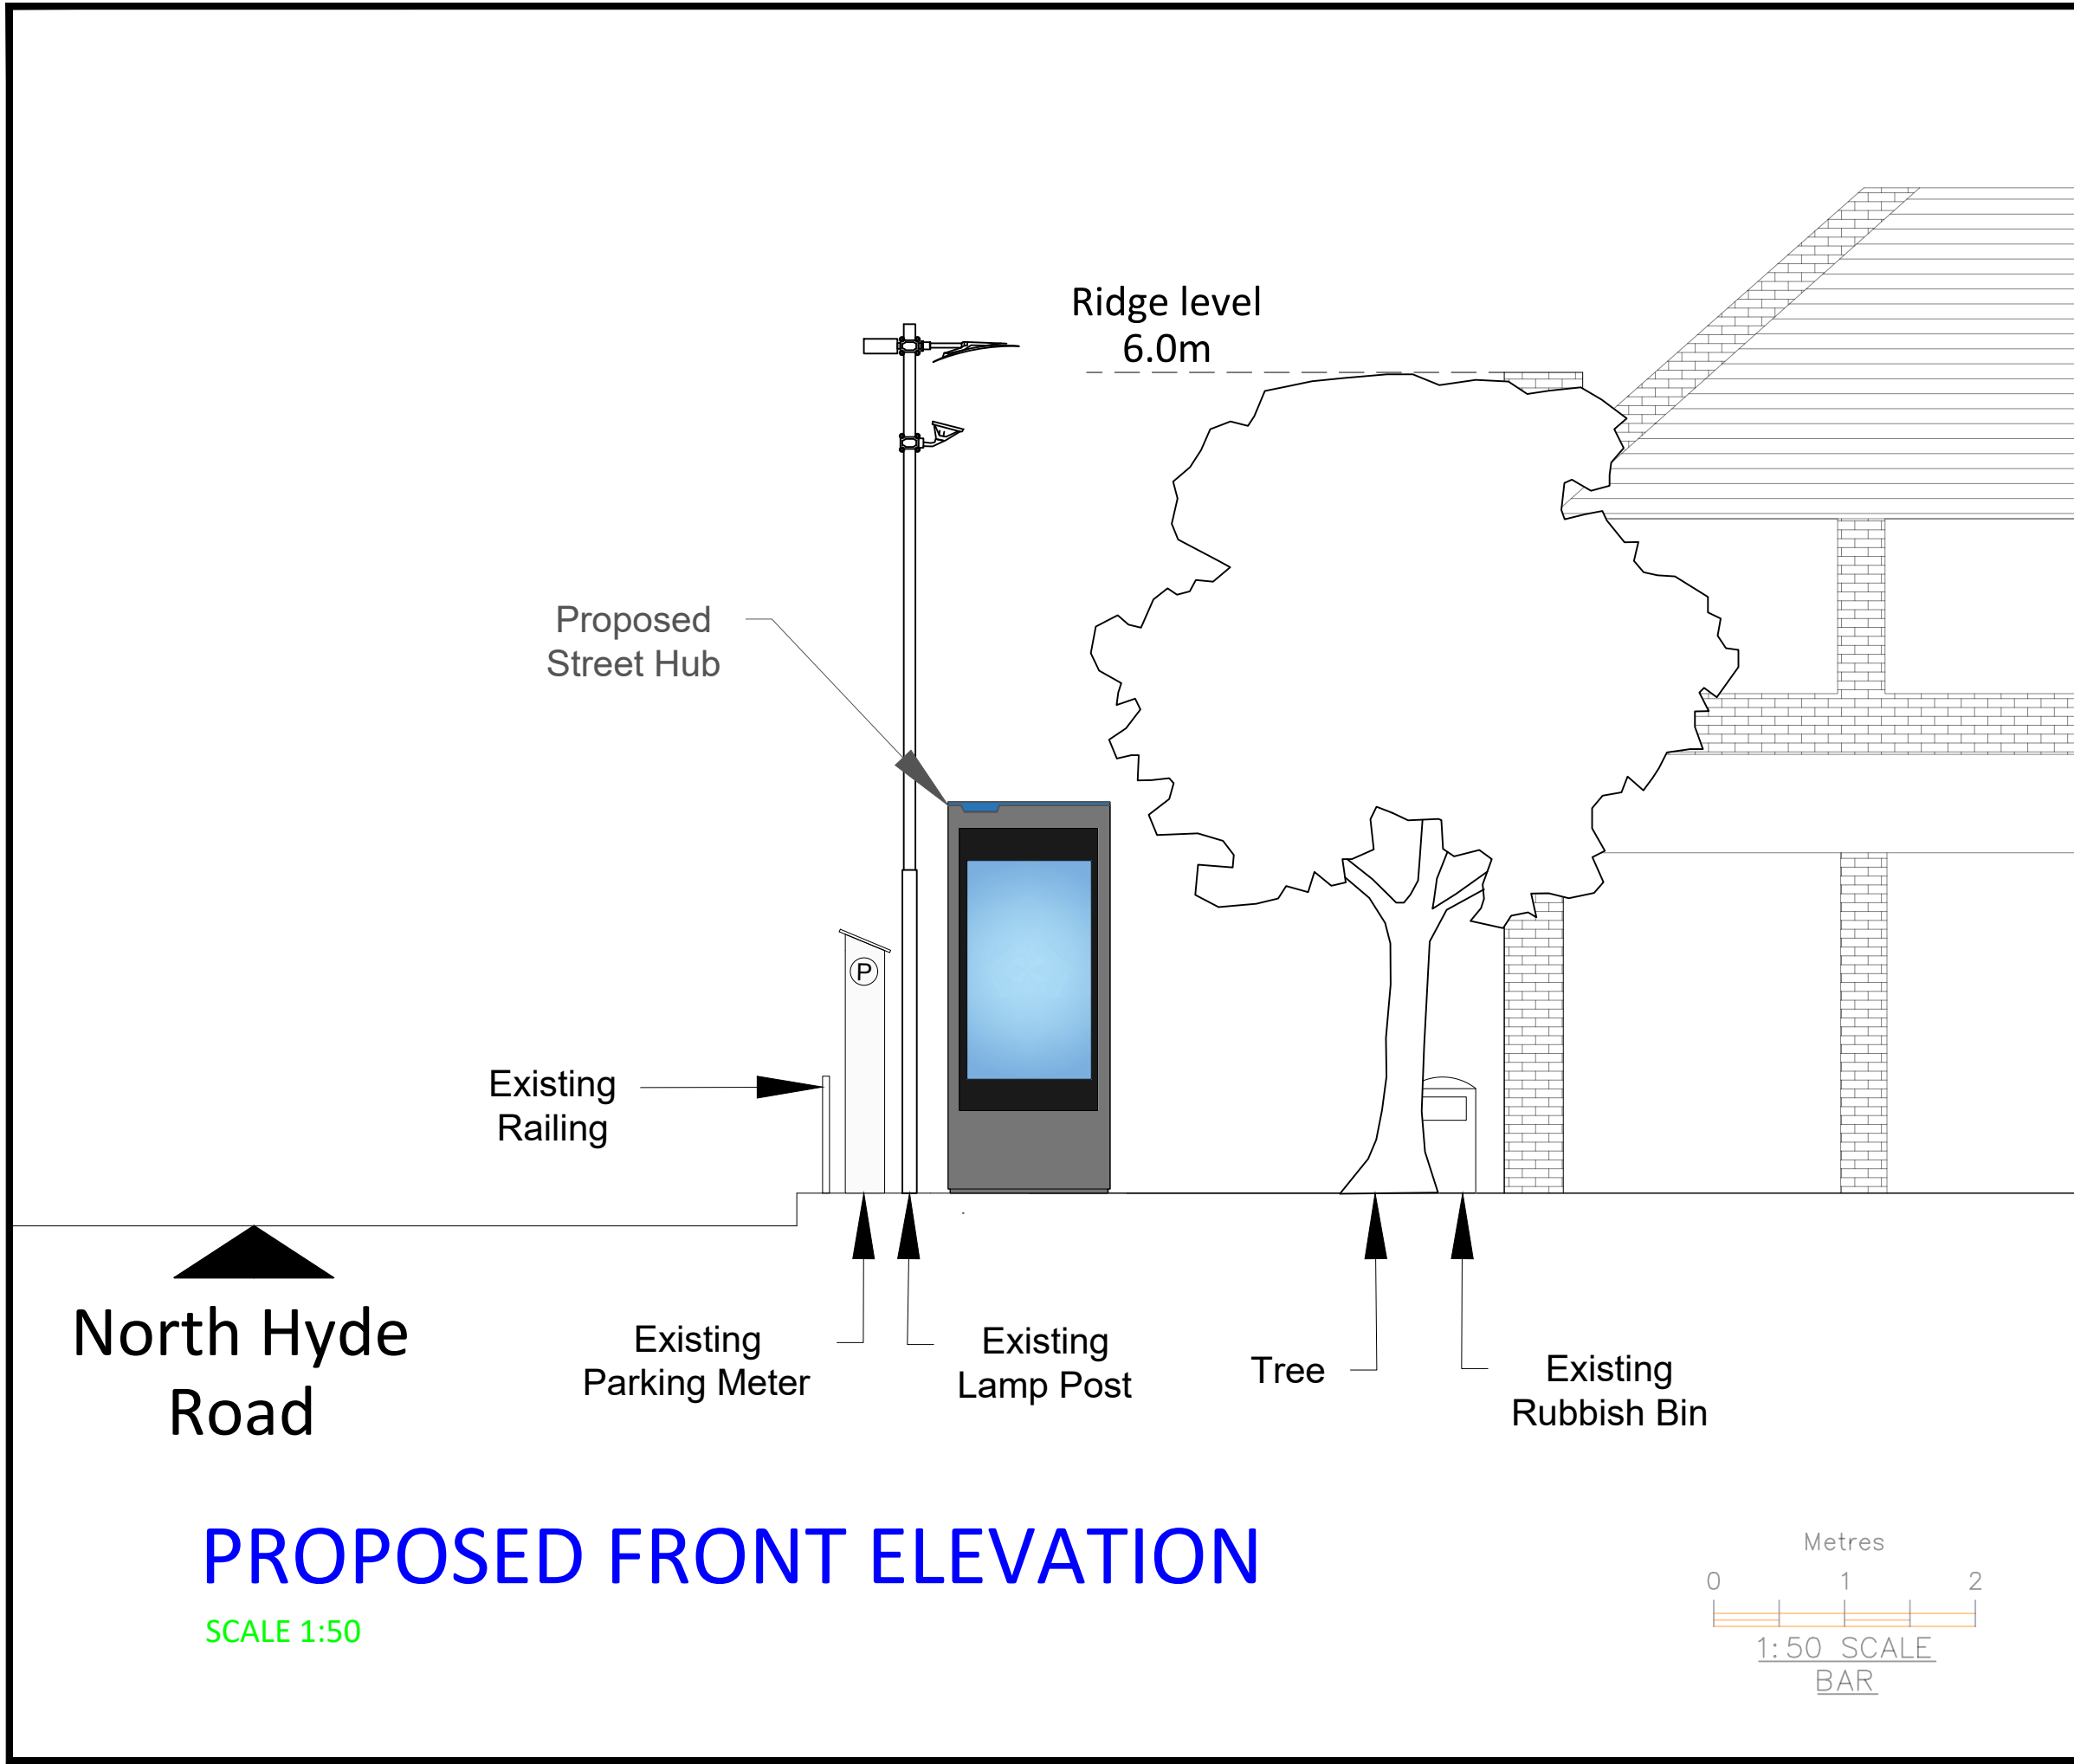 Ridge level
6.0m
Proposed
Street Hub
P
Existing
Railing
North Hyde
Road
Existing
Parking Meter
Existing
Lamp Post
Tree
Existing
Rubbish Bin
PROPOSED FRONT ELEVATION
SCALE 1:50
Metres
0 1 2
1:50 SCALE
BAR